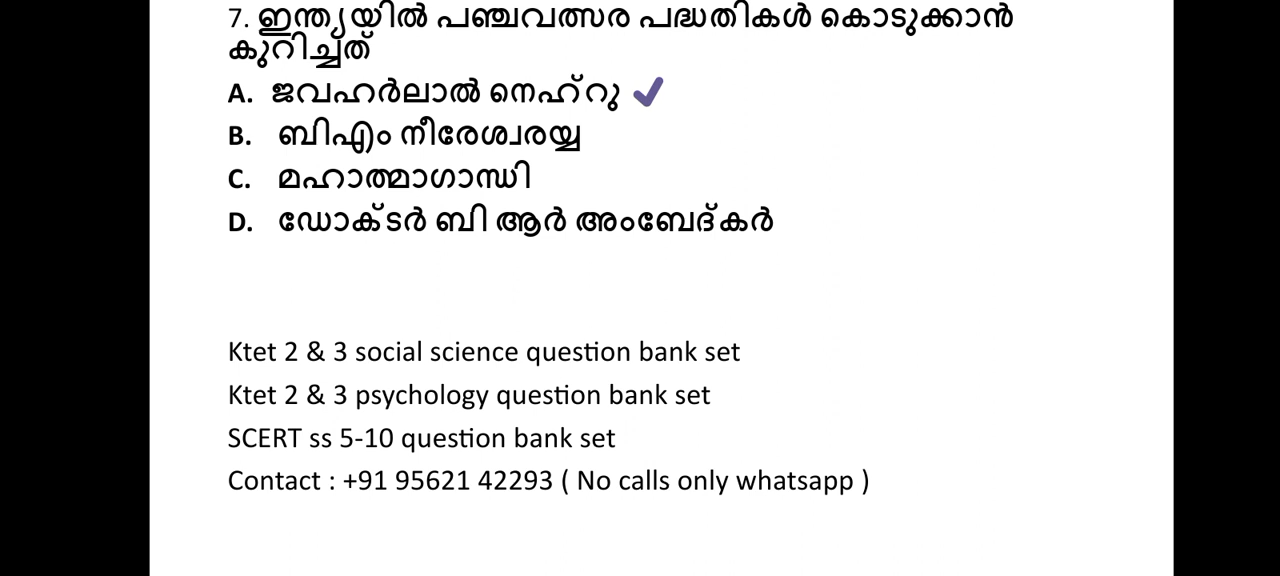 7. ഇന്ത്യയിൽ പഞ്ചവത്സര പദ്ധതികൾ കൊടുക്കാൻ
കുറിച്ചത്
A. ജവഹർലാൽ നെഹ്റു ✓
B. ബിഎം നീരേശ്വരയ്യ
C. മഹാത്മാഗാന്ധി
D. ഡോക്ടർ ബി ആർ അംബേദ്കർ
Ktet 2 & 3 social science question bank set
Ktet 2 & 3 psychology question bank set
SCERT ss 5-10 question bank set
Contact : +91 95621 42293 ( No calls only whatsapp )